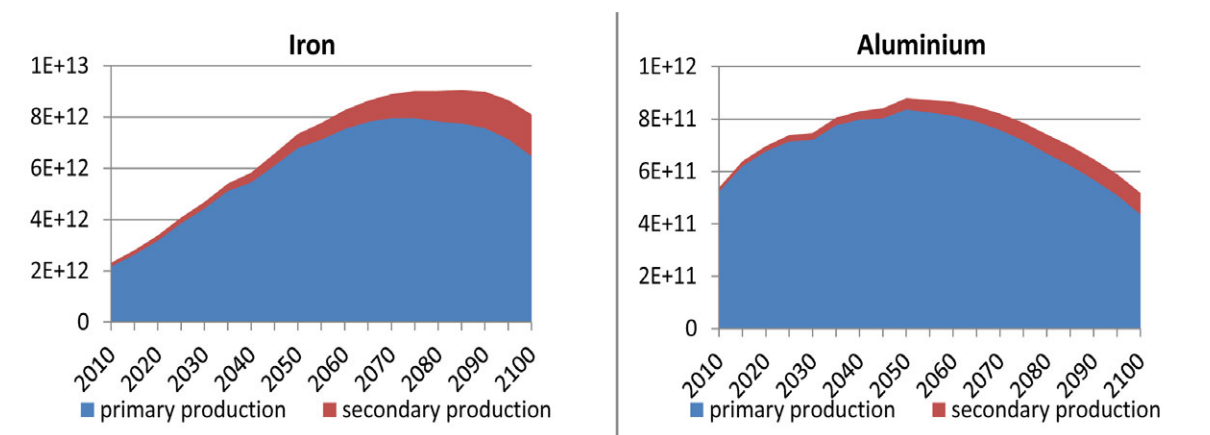 Iron
1E+13
8E+12
6E+12
4E+12
2E+12
0
2010 2020 2030 2040 2050 2060 2070 2080 2090 2100
primary production secondary production
Aluminium
1E+12
8E+11
6E+11
4E+11
2E+11
0
2010 2020 2030 2040 2050 2060 2070 2080 2090 2100
primary production secondary production